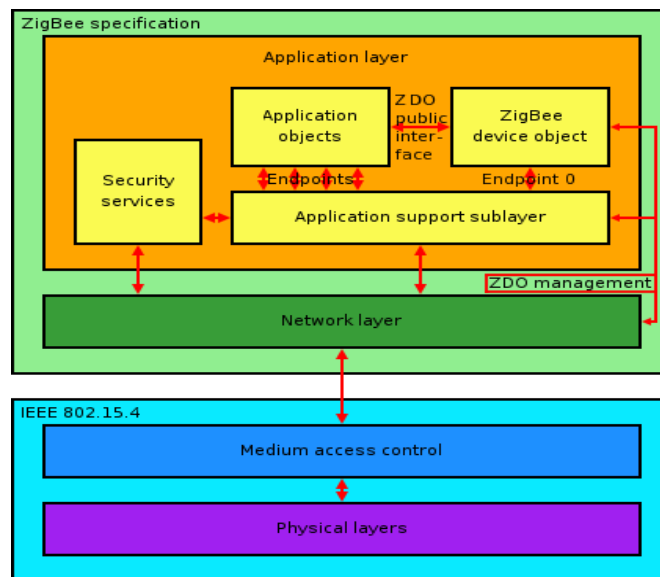 ZigBee specification
Application layer
Application
objects
ZDO
public
inter-
face
ZigBee
device object
Security
services
Endpoints
Endpoint 0
Application support sublayer
ZDO management
Network layer
IEEE 802.15.4
Medium access control
Physical layers